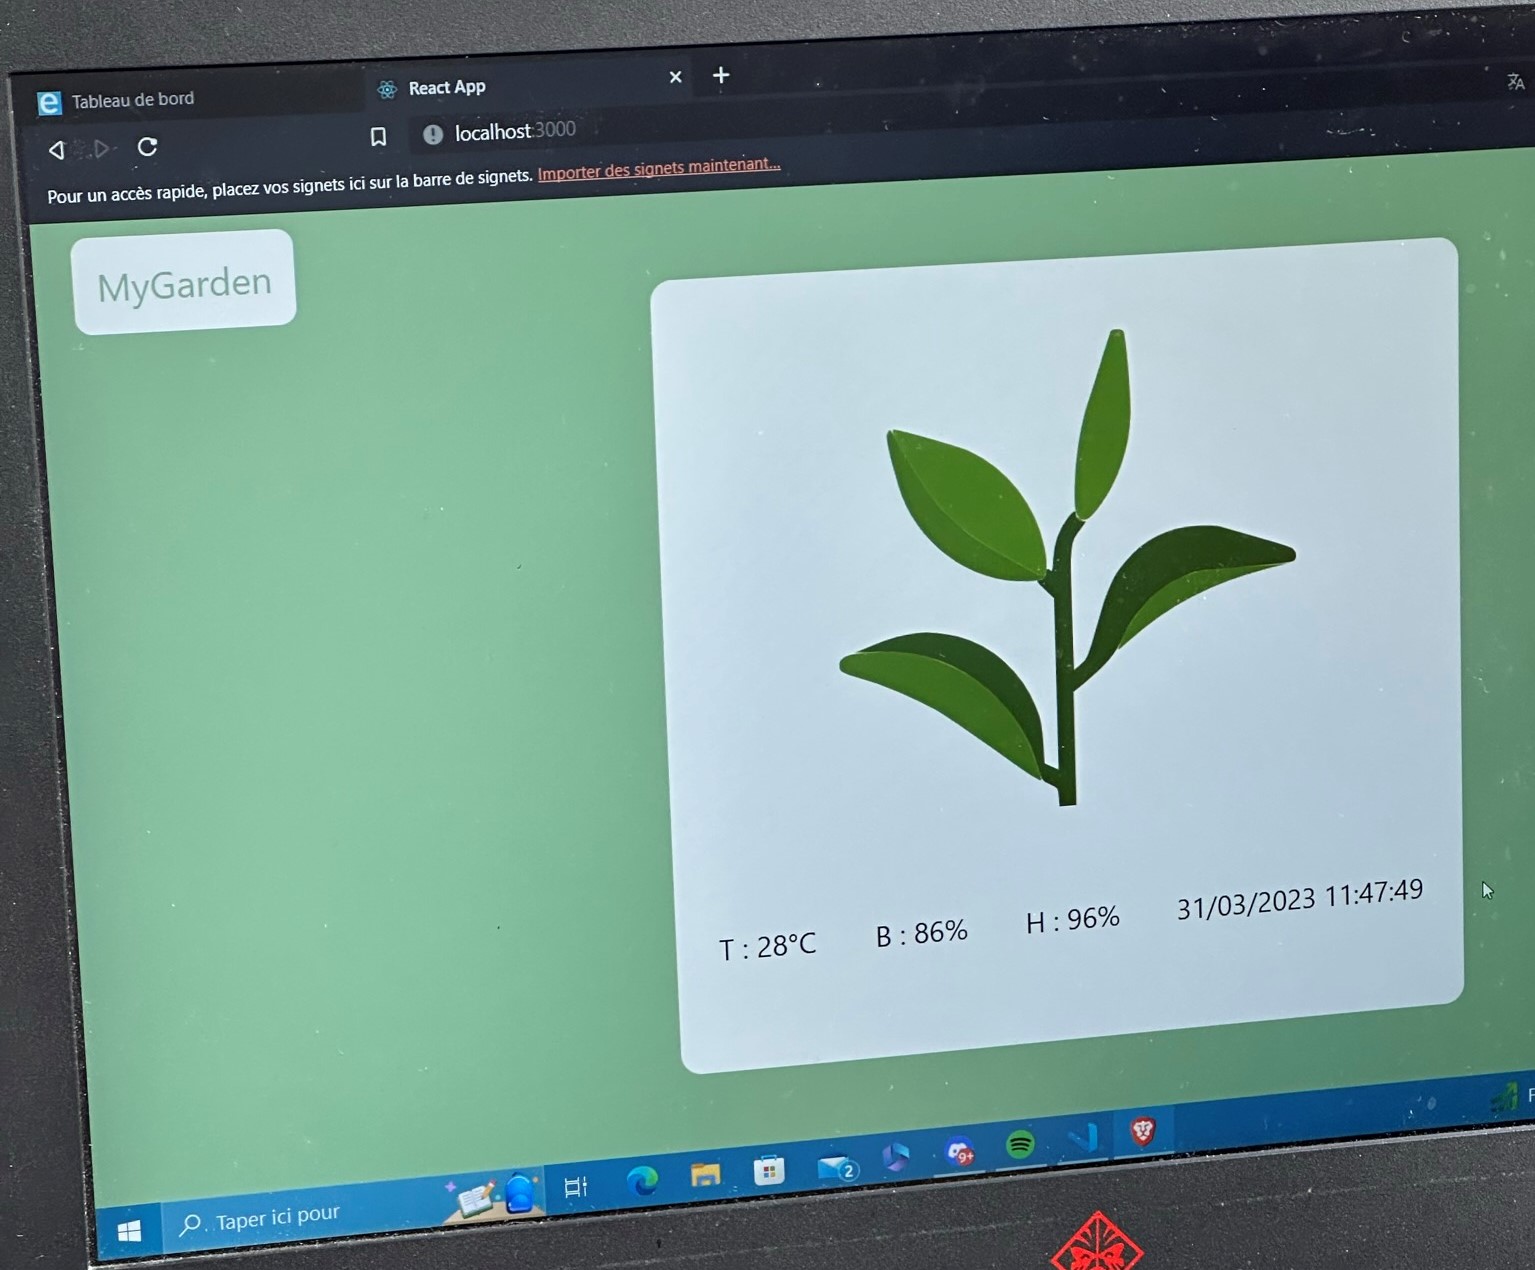 Tableau de bord
React App
localhost:3000
Pour un accès rapide, placez vos signets ici sur la barre de signets. Importer des signets maintenant...
MyGarden
T : 28°C
B : 86%
H : 96%
31/03/2023 11:47:49
9+
2
Taper ici pour